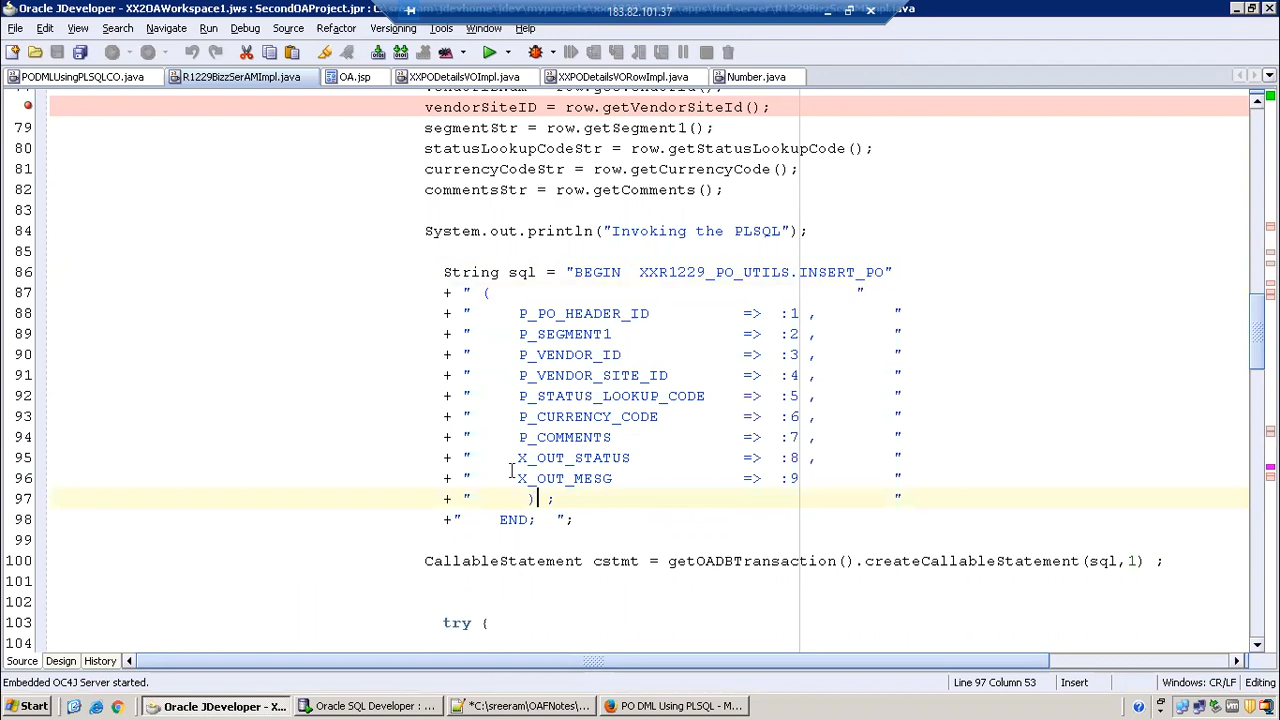 Oracle JDeveloper - XX2OAWorkspace1.jws : SecondOAProject.jpr :
183.82.101.37
File Edit View Search Navigate Run Debug Source Refactor Versioning Tools Window Help
PODMLUsingPLSQLCO.java R1229BizzSerAMImpl.java OA.jsp XXPODetailsVOImpl.java XXPODetailsVORowImpl.java Number.java
vendorSiteID = row.getVendorSiteId();
79 segmentStr = row.getSegment1();
80 statusLookupCodeStr = row.getStatusLookupCode();
81 currencyCodeStr = row.getCurrencyCode();
82 commentsStr = row.getComments();
83
84 System.out.println("Invoking the PLSQL");
85
86 String sql = "BEGIN XXR1229_PO_UTILS.INSERT_PO"
87 + " ( "
88 + " P_PO_HEADER_ID => :1 , "
89 + " P_SEGMENT1 => :2 , "
90 + " P_VENDOR_ID => :3 , "
91 + " P_VENDOR_SITE_ID => :4 , "
92 + " P_STATUS_LOOKUP_CODE => :5 , "
93 + " P_CURRENCY_CODE => :6 , "
94 + " P_COMMENTS => :7 , "
95 + " X_OUT_STATUS => :8 , "
96 + " X_OUT_MESG => :9
97 + " ) ; "
98 +" END; ";
99
100 CallableStatement cstmt = getOADBTransaction().createCallableStatement(sql,1) ;
101
102
103 try {
104
Source Design History
Embedded OC4J Server started. Line 97 Column 53 Insert Windows: CR/LF Editing
Start Oracle JDeveloper - X... Oracle SQL Developer : ... *C:\sreeram\OAFNotes\... PO DML Using PLSQL - M...